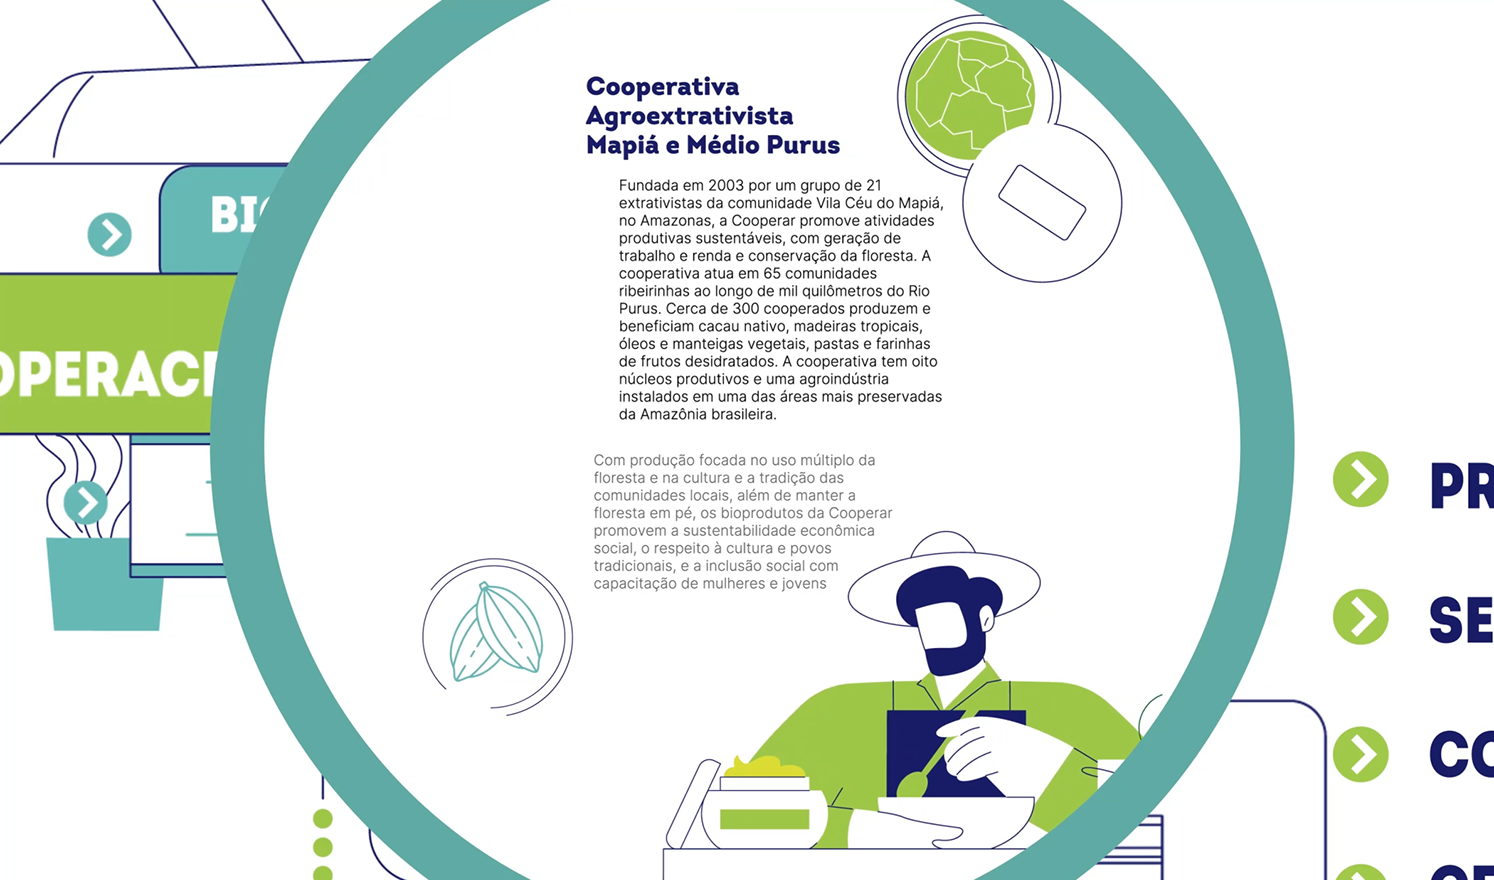 Cooperativa
Agroextrativista
Mapiá e Médio Purus
Fundada em 2003 por um grupo de 21
extrativistas da comunidade Vila Céu do Mapiá,
no Amazonas, a Cooperar promove atividades
produtivas sustentáveis, com geração de
trabalho e renda e conservação da floresta. A
cooperativa atua em 65 comunidades
ribeirinhas ao longo de mil quilômetros do Rio
Purus. Cerca de 300 cooperados produzem e
beneficiam cacau nativo, madeiras tropicais,
óleos e manteigas vegetais, pastas e farinhas
de frutos desidratados. A cooperativa tem oito
núcleos produtivos e uma agroindústria
instalados em uma das áreas mais preservadas
da Amazônia brasileira.
Com produção focada no uso múltiplo da
floresta e na cultura e a tradição das
comunidades locais, além de manter a
floresta em pé, os bioprodutos da Cooperar
promovem a sustentabilidade econômica
social, o respeito à cultura e povos
tradicionais, e a inclusão social com
capacitação de mulheres e jovens
PR
SE
CO